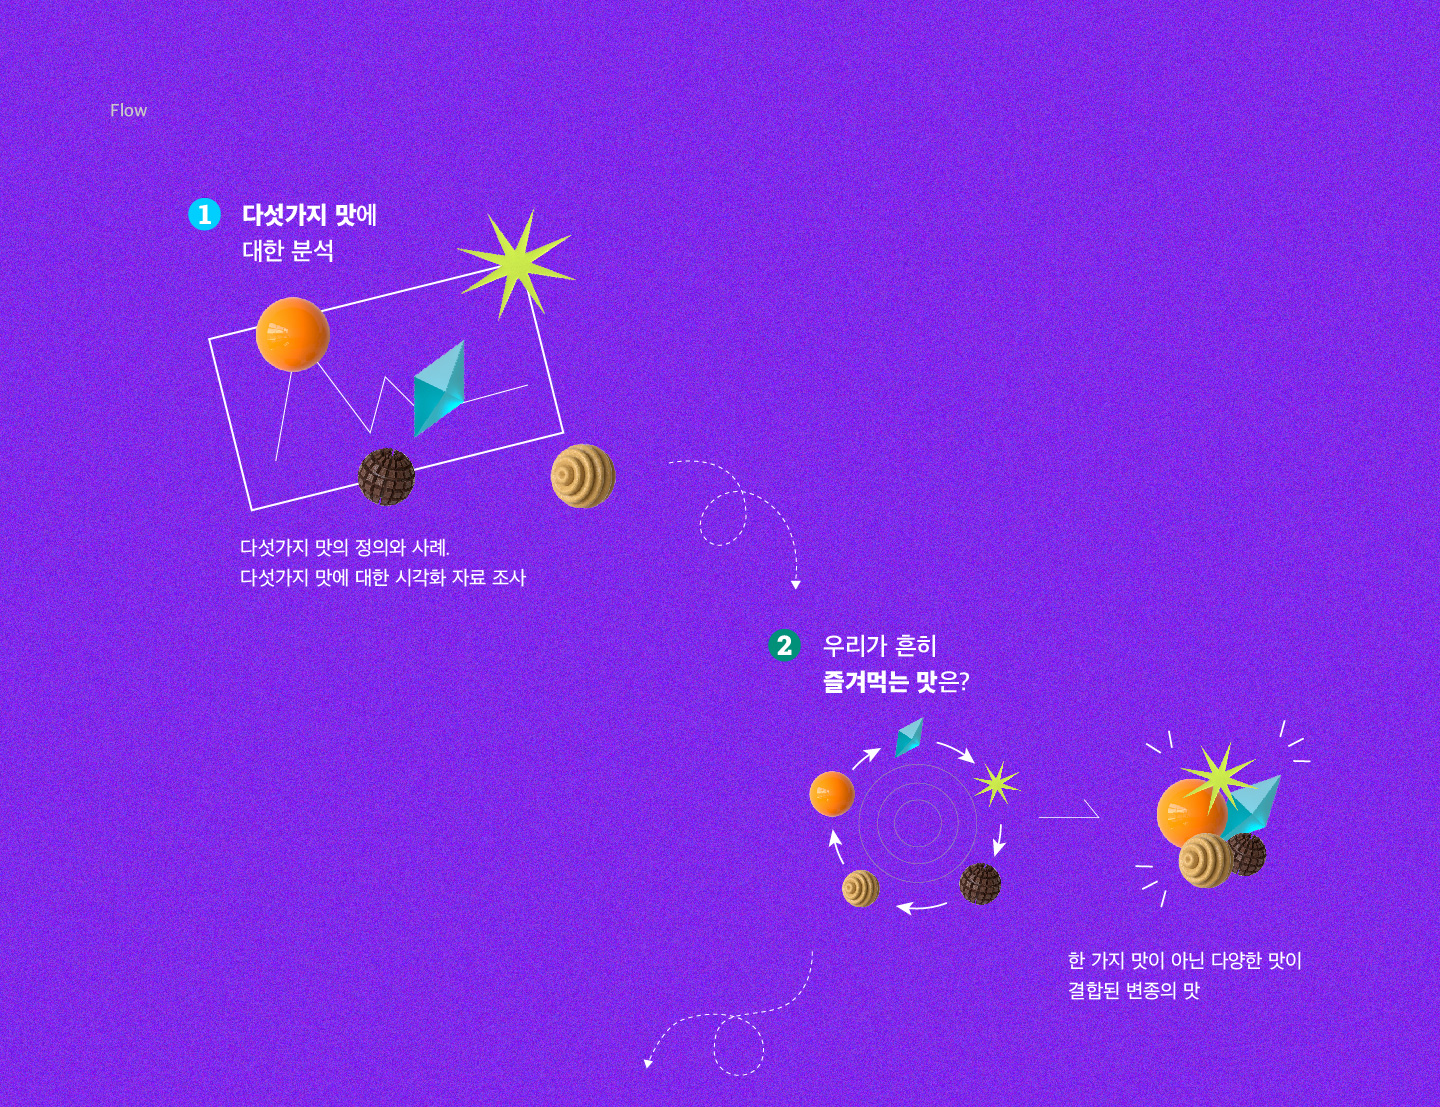 Flow
1 다섯가지 맛에
대한 분석
다섯가지 맛의 정의와 사례.
다섯가지 맛에 대한 시각화 자료 조사
2 우리가 흔히
즐겨먹는 맛은?
한 가지 맛이 아닌 다양한 맛이
결합된 변종의 맛